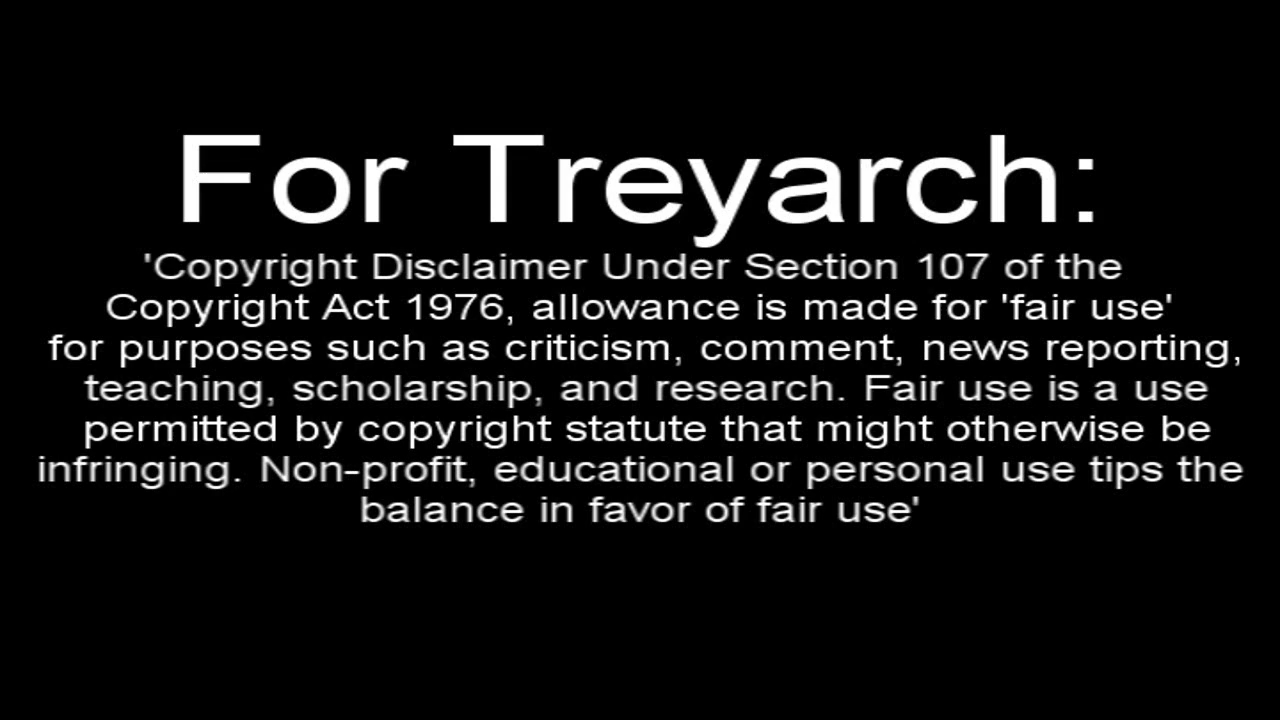 For Treyarch:
'Copyright Disclaimer Under Section 107 of the
Copyright Act 1976, allowance is made for 'fair use'
for purposes such as criticism, comment, news reporting,
teaching, scholarship, and research. Fair use is a use
permitted by copyright statute that might otherwise be
infringing. Non-profit, educational or personal use tips the
balance in favor of fair use'